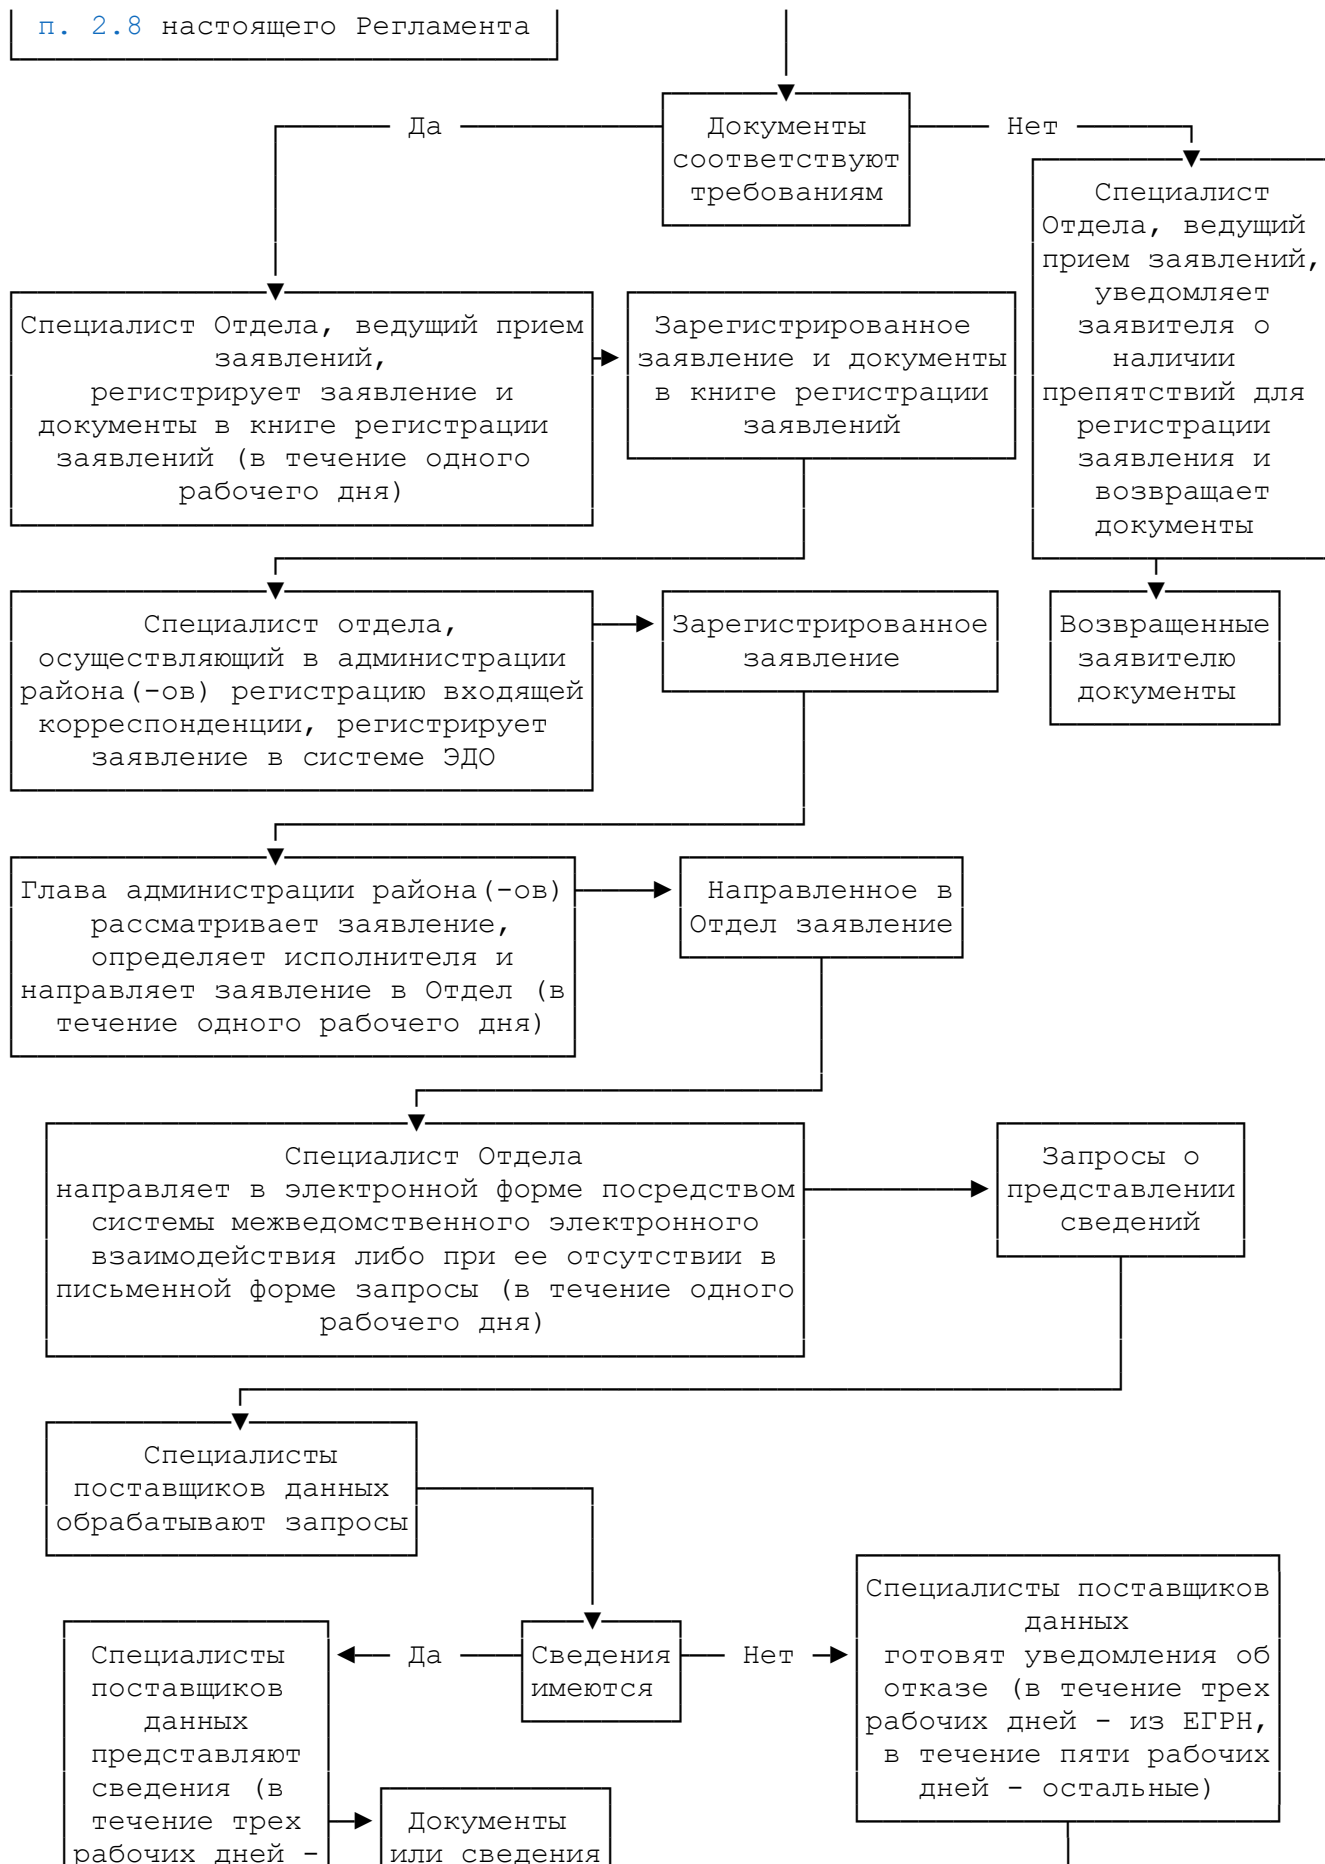 п. 2.8 настоящего Регламента
Да
Документы
соответствуют
требованиям
Нет
Специалист
Отдела, ведущий
прием заявлений,
уведомляет
заявителя о
наличии
препятствий для
регистрации
заявления и
возвращает
документы
Специалист Отдела, ведущий прием
заявлений,
регистрирует заявление и
документы в книге регистрации
заявлений (в течение одного
рабочего дня)
Зарегистрированное
заявление и документы
в книге регистрации
заявлений
Специалист отдела,
осуществляющий в администрации
района(-ов) регистрацию входящей
корреспонденции, регистрирует
заявление в системе ЭДО
Зарегистрированное
заявление
Возвращенные
заявителю
документы
Глава администрации района(-ов)
рассматривает заявление,
определяет исполнителя и
направляет заявление в Отдел (в
течение одного рабочего дня)
Направленное в
Отдел заявление
Специалист Отдела
направляет в электронной форме посредством
системы межведомственного электронного
взаимодействия либо при ее отсутствии в
письменной форме запросы (в течение одного
рабочего дня)
Запросы о
представлении
сведений
Специалисты
поставщиков данных
обрабатывают запросы
Специалисты
поставщиков
данных
представляют
сведения (в
течение трех
рабочих дней -
Да
Сведения
имеются
Нет
Специалисты поставщиков
данных
готовят уведомления об
отказе (в течение трех
рабочих дней - из ЕГРН,
в течение пяти рабочих
дней - остальные)
Документы
или сведения